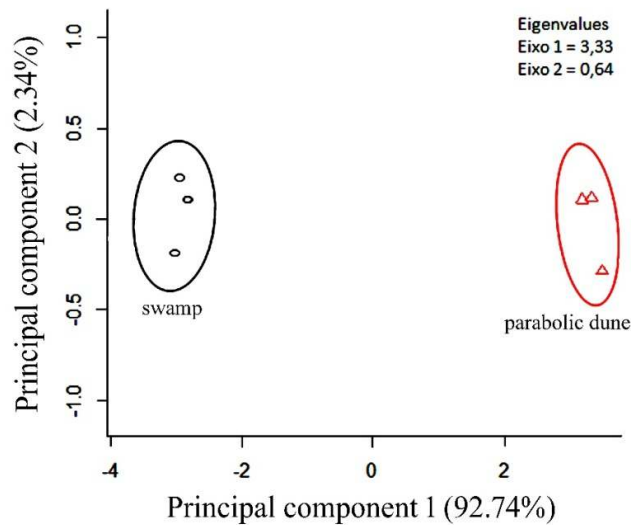 Eigenvalues
Eixo 1 = 3,33
Eixo 2 = 0,64
Principal component 2 (2.34%)
1.0
0.5
0.0
-0.5
-1.0
swamp
parabolic dune
-4
-2
0
2
Principal component 1 (92.74%)